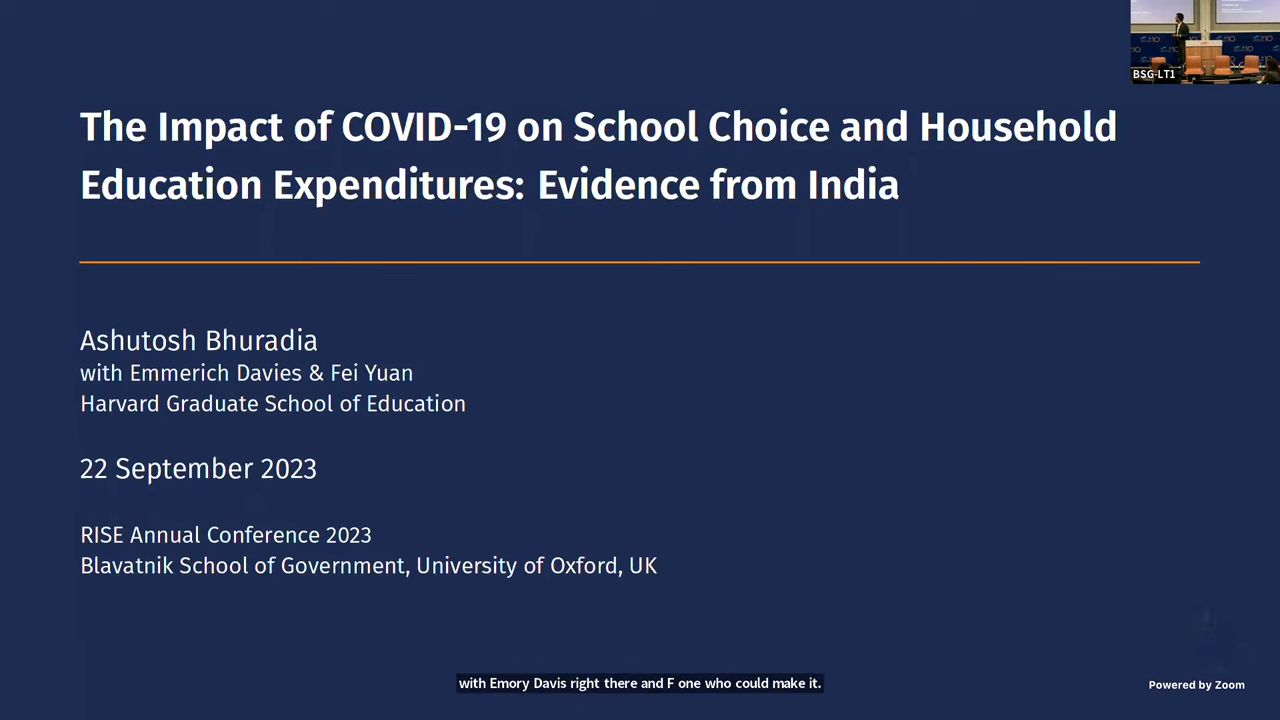 BSG-LT1
The Impact of COVID-19 on School Choice and Household
Education Expenditures: Evidence from India
Ashutosh Bhuradia
with Emmerich Davies & Fei Yuan
Harvard Graduate School of Education
22 September 2023
RISE Annual Conference 2023
Blavatnik School of Government, University of Oxford, UK
with Emory Davis right there and F one who could make it.
Powered by Zoom